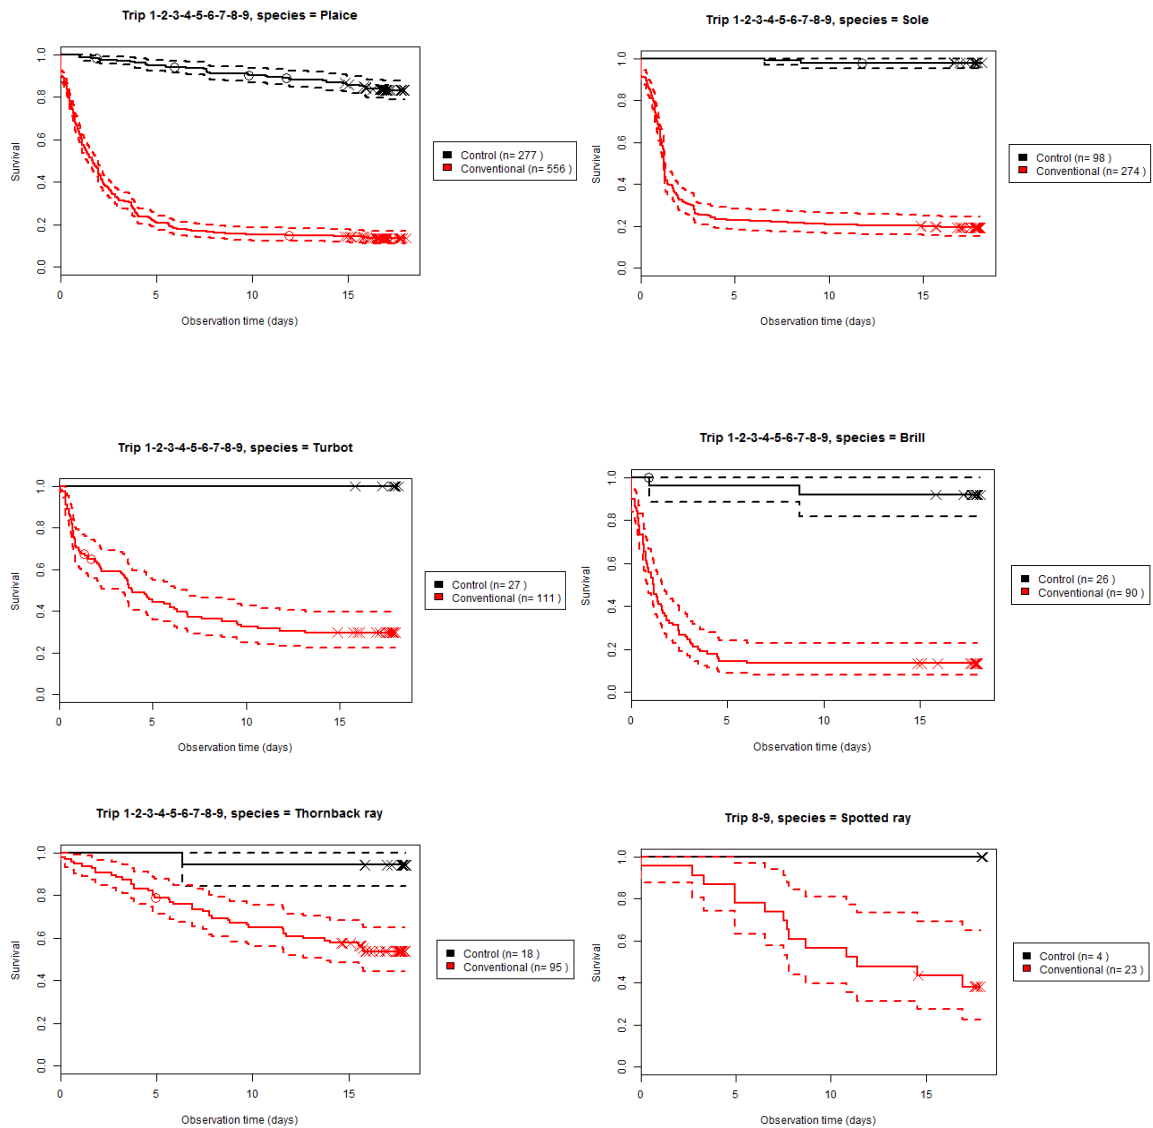 Trip 1-2-3-4-5-6-7-8-9, species = Plaice
Survival
1.0
0.8
0.6
0.4
0.2
0.0
0 5 10 15
Observation time (days)
Control (n= 277 )
Conventional (n= 556 )
Trip 1-2-3-4-5-6-7-8-9, species = Sole
Survival
1.0
0.8
0.6
0.4
0.2
0.0
0 5 10 15
Observation time (days)
Control (n= 98 )
Conventional (n= 274 )
Trip 1-2-3-4-5-6-7-8-9, species = Turbot
Survival
1.0
0.8
0.6
0.4
0.2
0.0
0 5 10 15
Observation time (days)
Control (n= 27 )
Conventional (n= 111 )
Trip 1-2-3-4-5-6-7-8-9, species = Brill
Survival
1.0
0.8
0.6
0.4
0.2
0.0
0 5 10 15
Observation time (days)
Control (n= 26 )
Conventional (n= 90 )
Trip 1-2-3-4-5-6-7-8-9, species = Thornback ray
Survival
1.0
0.8
0.6
0.4
0.2
0.0
0 5 10 15
Observation time (days)
Control (n= 18 )
Conventional (n= 95 )
Trip 8-9, species = Spotted ray
Survival
1.0
0.8
0.6
0.4
0.2
0.0
0 5 10 15
Observation time (days)
Control (n= 4 )
Conventional (n= 23 )